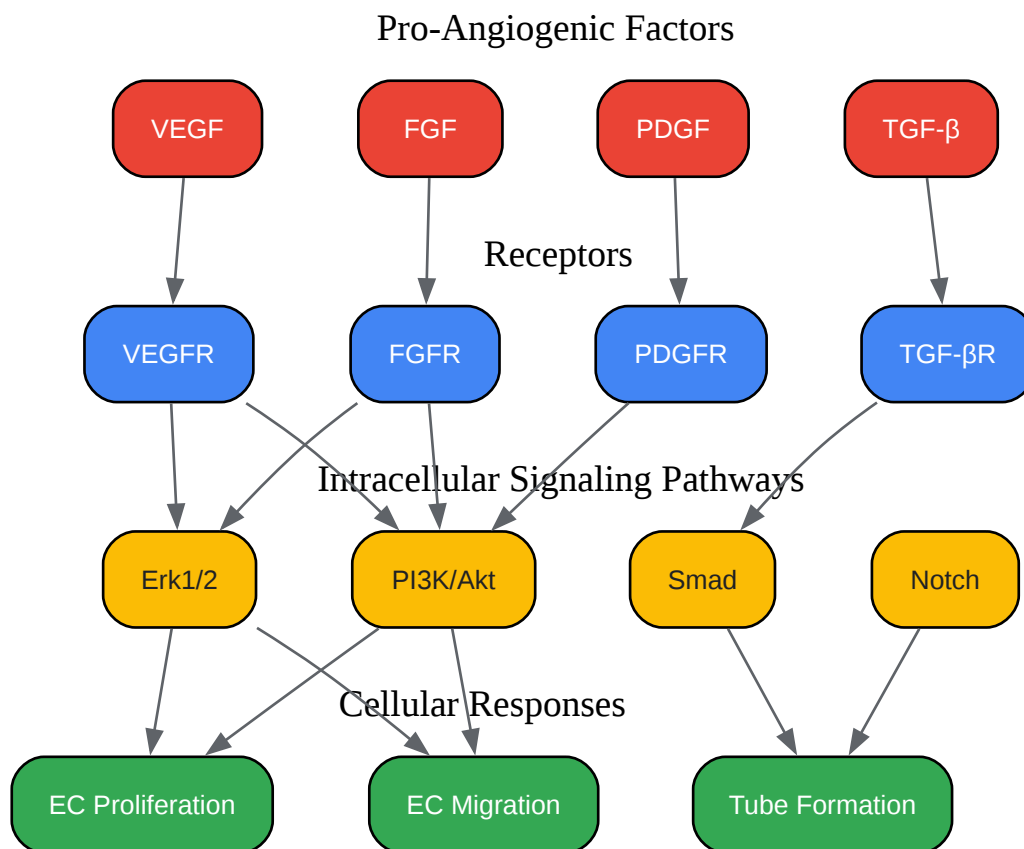 Pro-Angiogenic Factors
VEGF
FGF
PDGF
TGF-β
Receptors
VEGFR
FGFR
PDGFR
TGF-βR
Intracellular Signaling Pathways
Erk1/2
PI3K/Akt
Smad
Notch
Cellular Responses
EC Proliferation
EC Migration
Tube Formation